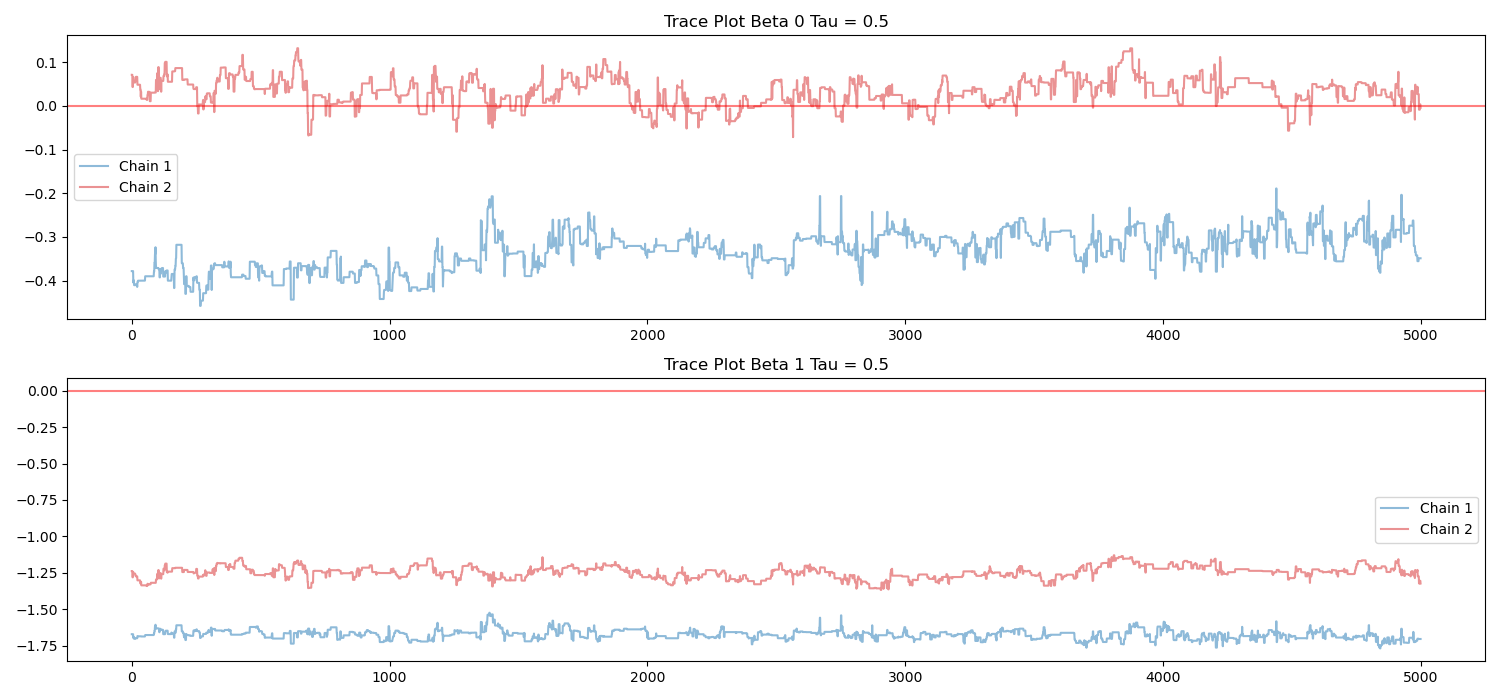 Trace Plot Beta 0 Tau = 0.5
0.1
0.0
−0.1
−0.2
−0.3
−0.4
Chain 1
Chain 2
0 1000 2000 3000 4000 5000
Trace Plot Beta 1 Tau = 0.5
0.00
−0.25
−0.50
−0.75
−1.00
−1.25
−1.50
−1.75
Chain 1
Chain 2
0 1000 2000 3000 4000 5000